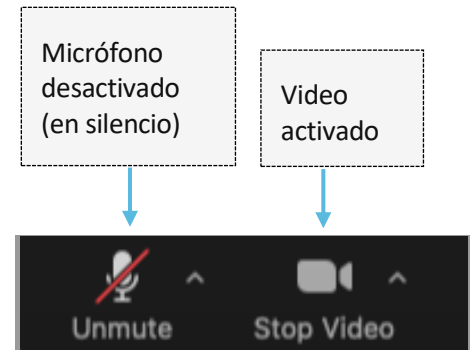 Micrófono
desactivado
(en silencio)
Video
activado
Unmute
Stop Video